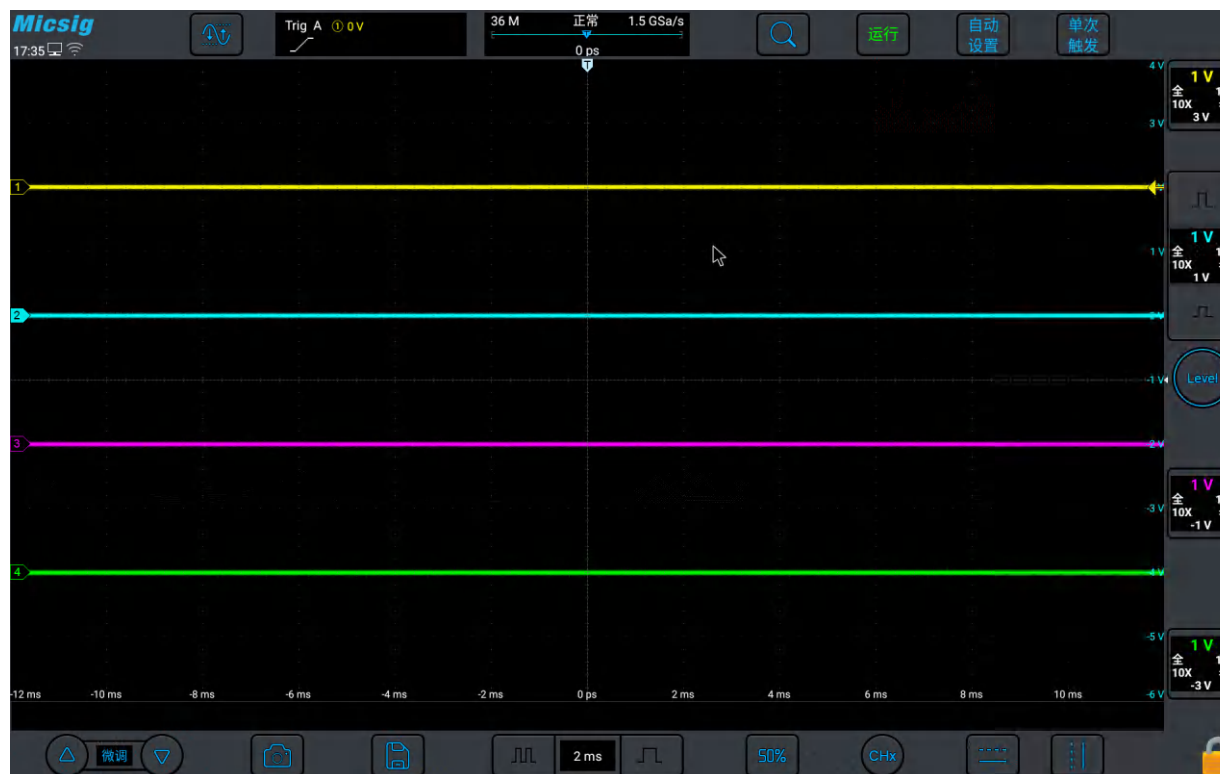 Micsig
17:35
Trig A ① 0 V
36 M 正常 1.5 GSa/s
0 ps
运行
自动
设置
单次
触发
T
4 V
3 V
1 V
-1 V
-2 V
-3 V
-4 V
-5 V
-6 V
1
2
3
4
1 V
全
10X
3 V
1 V
全
10X
1 V
Level
1 V
全
10X
-1 V
1 V
全
10X
-3 V
-12 ms -10 ms -8 ms -6 ms -4 ms -2 ms 0 ps 2 ms 4 ms 6 ms 8 ms 10 ms
微调
2 ms
50%
CHx